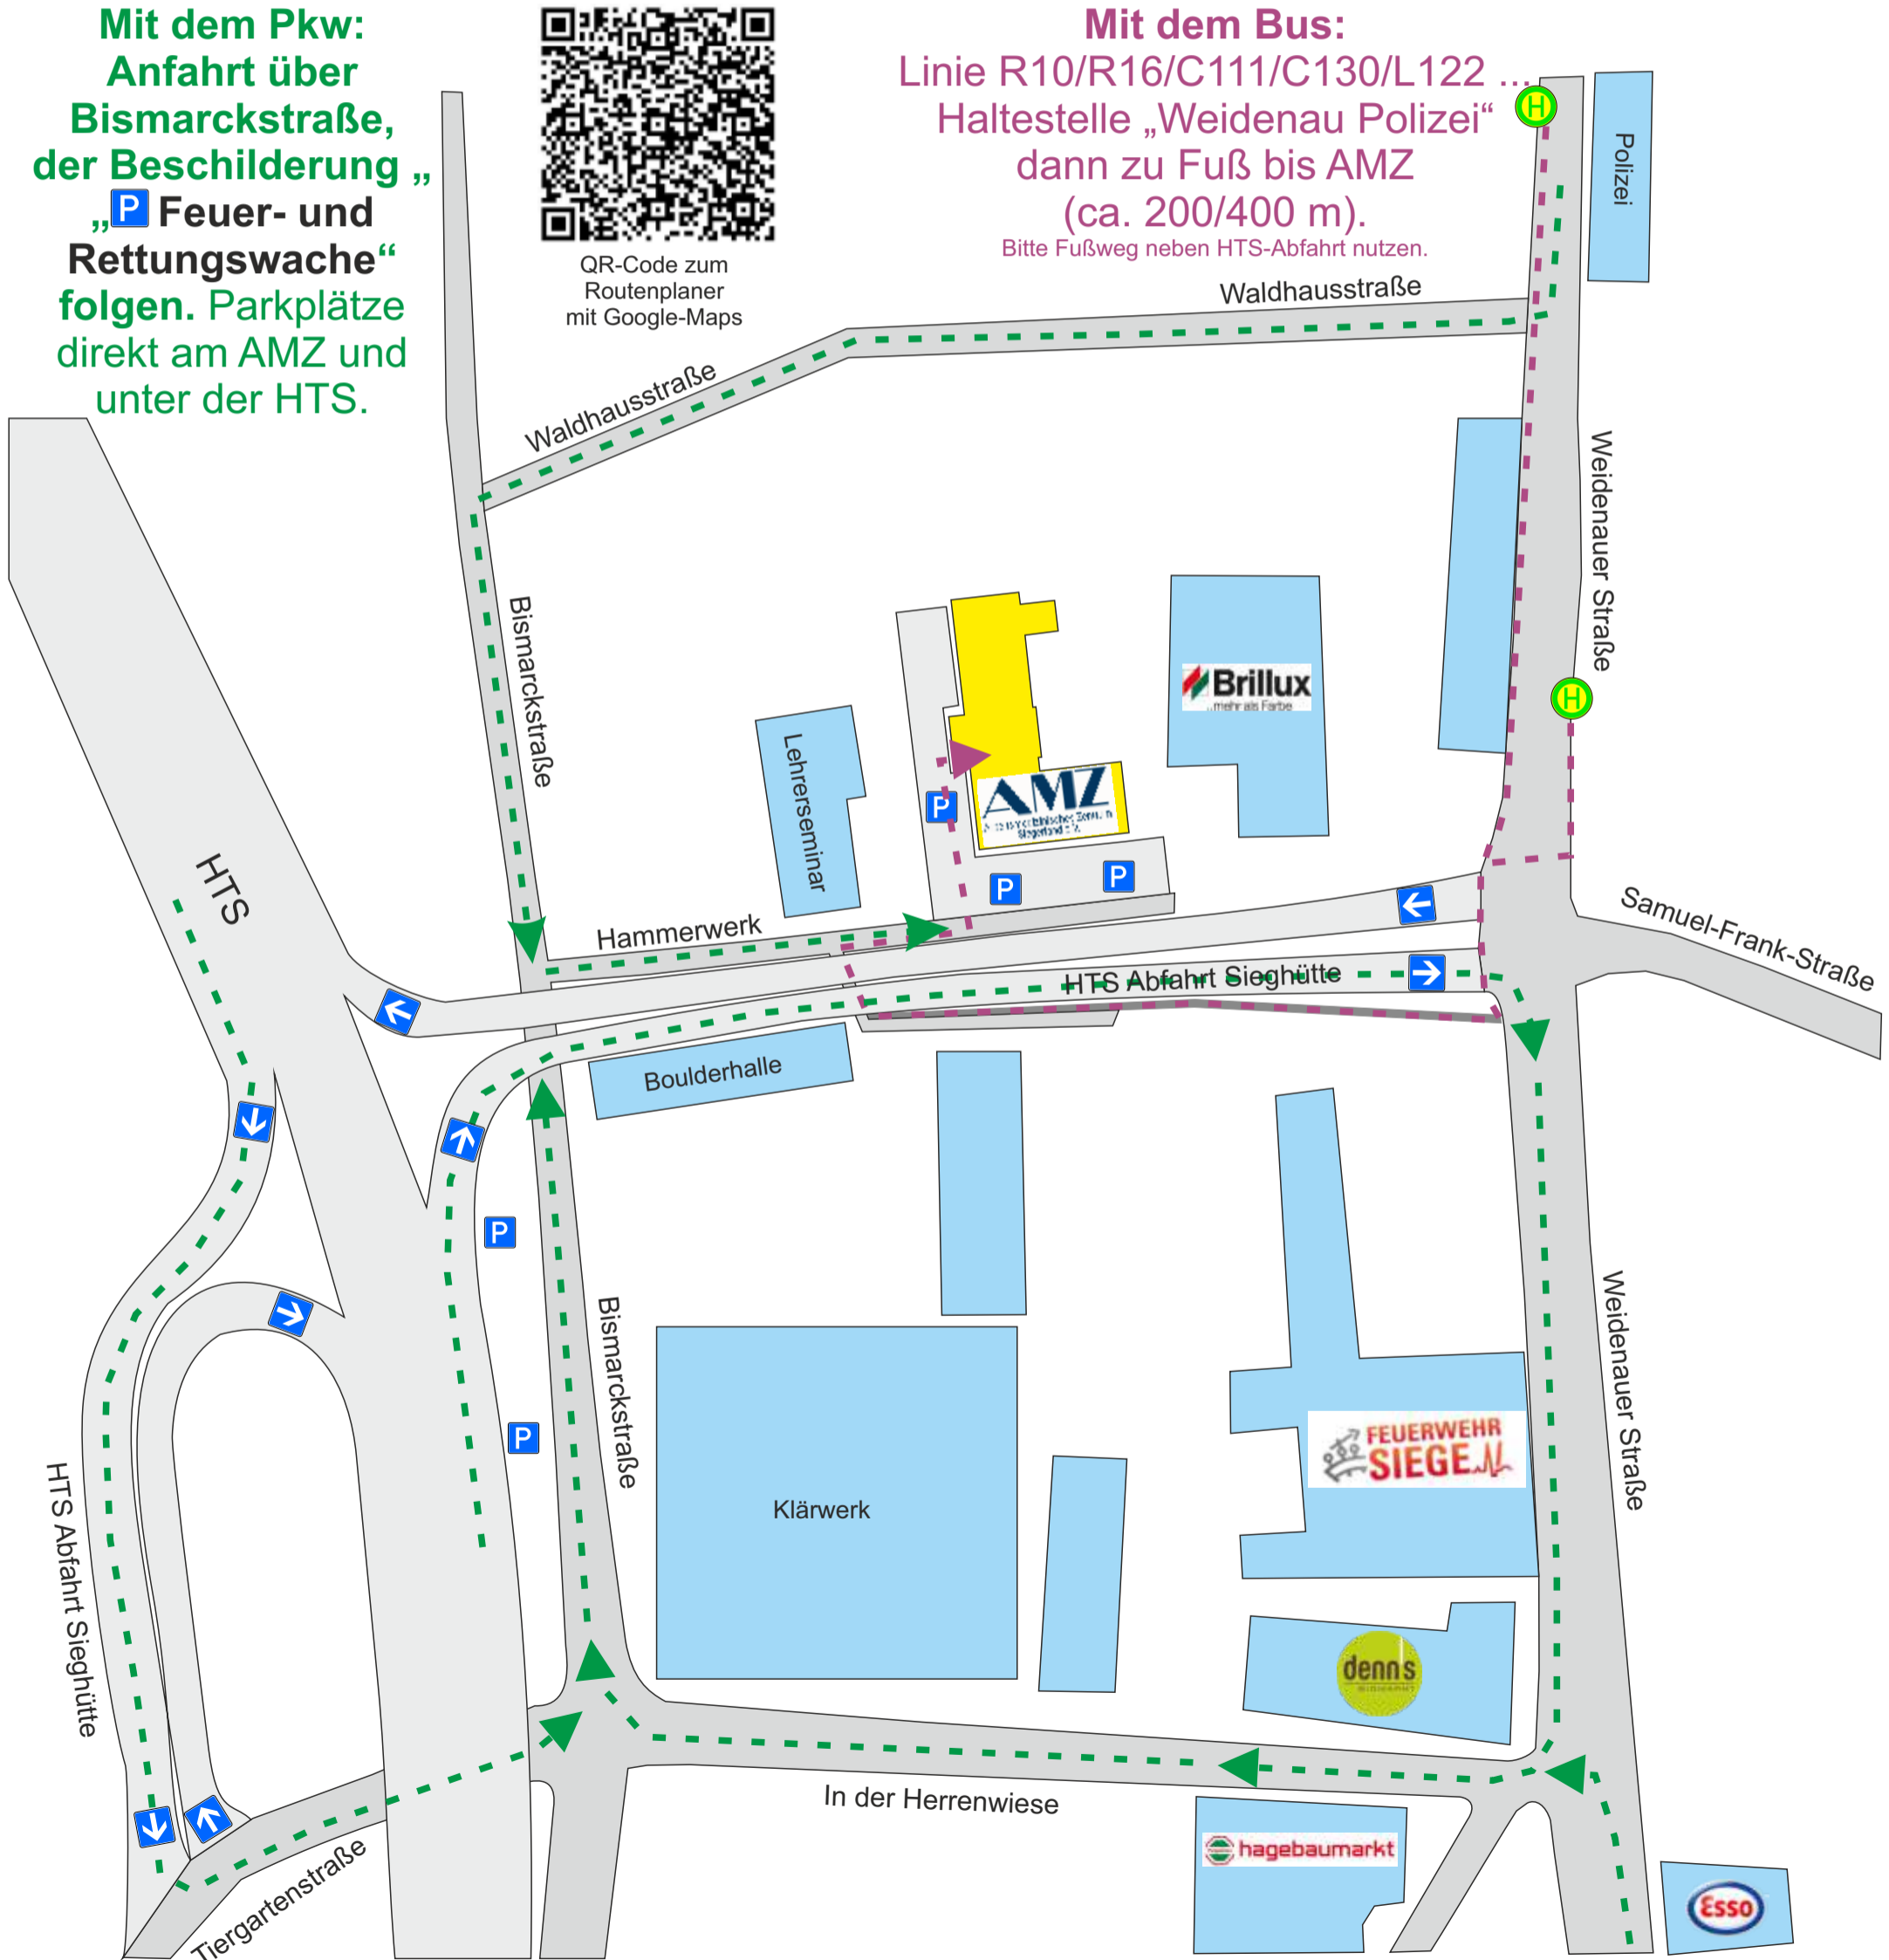 Mit dem Pkw:
Anfahrt über
Bismarckstraße,
der Beschilderung „
„P Feuer- und
Rettungswache“
folgen. Parkplätze
direkt am AMZ und
unter der HTS.
QR-Code zum
Routenplaner
mit Google-Maps
Mit dem Bus:
Linie R10/R16/C111/C130/L122 ...
Haltestelle „Weidenau Polizei“
dann zu Fuß bis AMZ
(ca. 200/400 m).
Bitte Fußweg neben HTS-Abfahrt nutzen.
H
Polizei
Waldhausstraße
Waldhausstraße
Weidenauer Straße
Bismarckstraße
Brillux
...mehr als Farbe
H
Lehrerseminar
AMZ
P
P
P
HTS
Hammerwerk
Samuel-Frank-Straße
HTS Abfahrt Sieghütte
Boulderhalle
P
Bismarckstraße
Weidenauer Straße
P
FEUERWEHR
SIEGEN
Klärwerk
HTS Abfahrt Sieghütte
denn's
BIOMARKT
In der Herrenwiese
Tiergartenstraße
hagebaumarkt
Esso